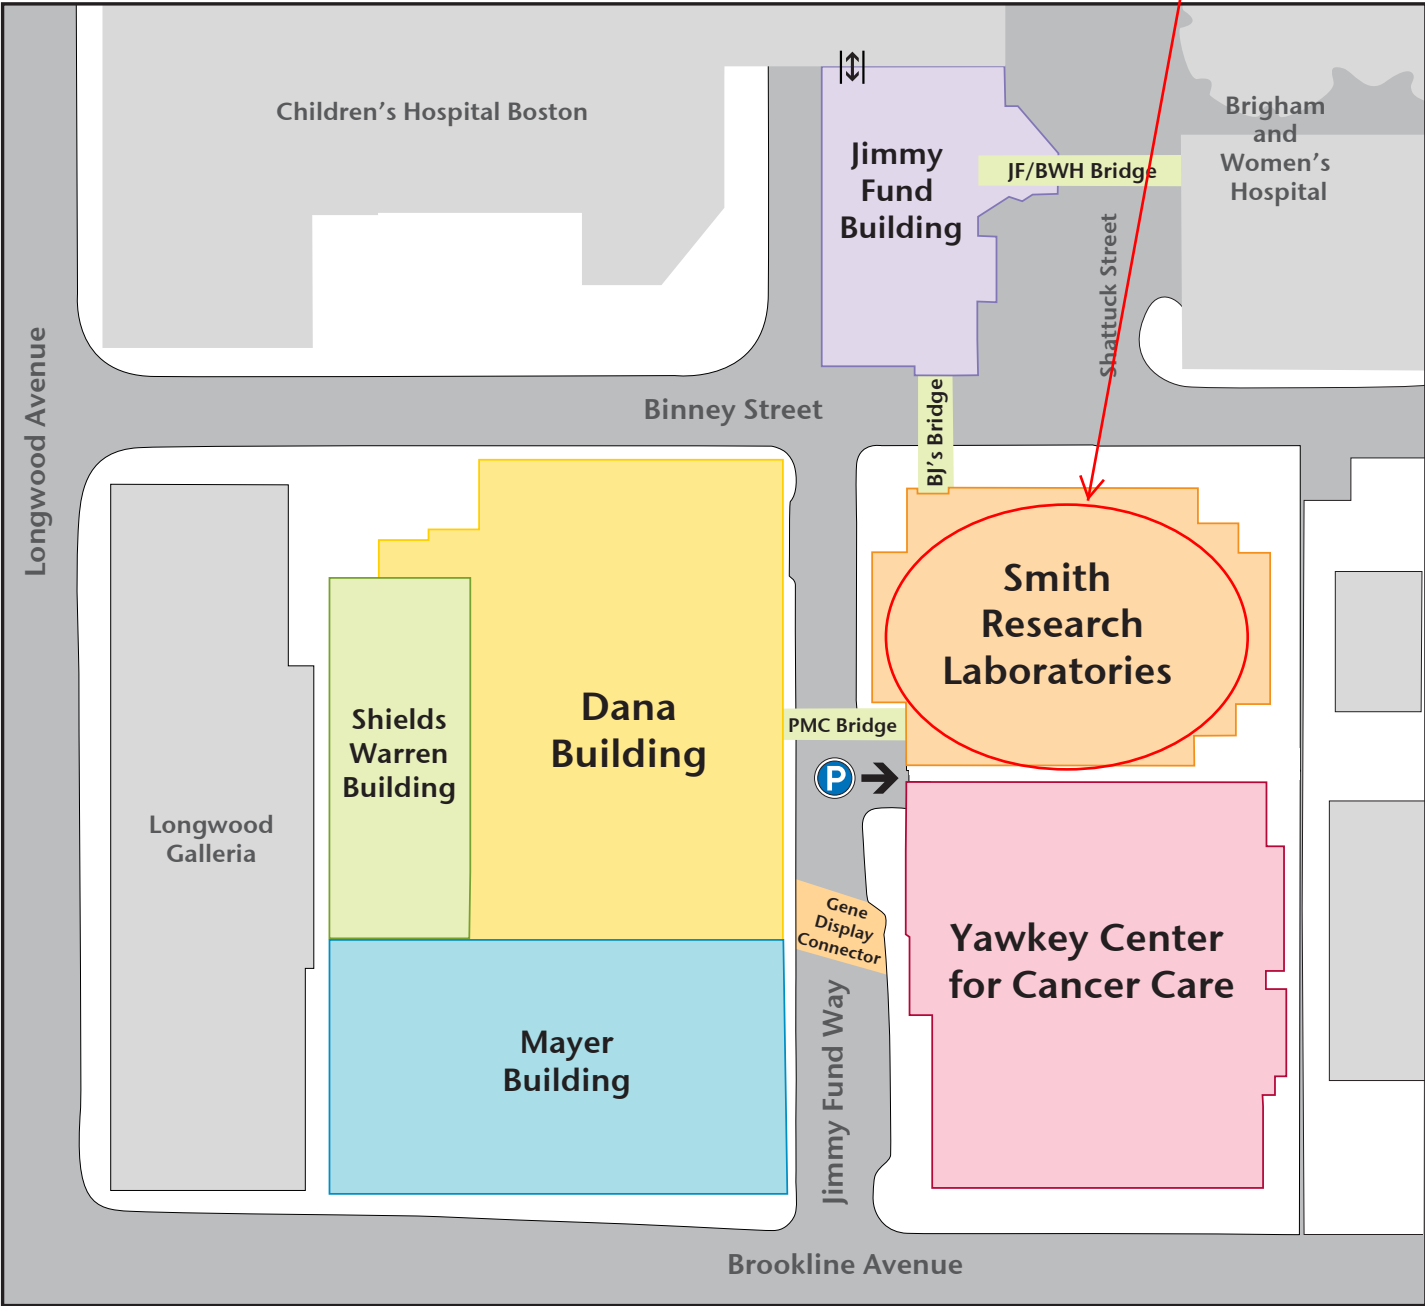 Children's Hospital Boston
Jimmy
Fund
Building
JF/BWH Bridge
Brigham
and
Women's
Hospital
Shattuck Street
Longwood Avenue
Binney Street
BJ's Bridge
Smith
Research
Laboratories
Dana
Building
Shields
Warren
Building
PMC Bridge
P
Longwood
Galleria
Gene
Display
Connector
Yawkey Center
for Cancer Care
Mayer
Building
Jimmy Fund Way
Brookline Avenue